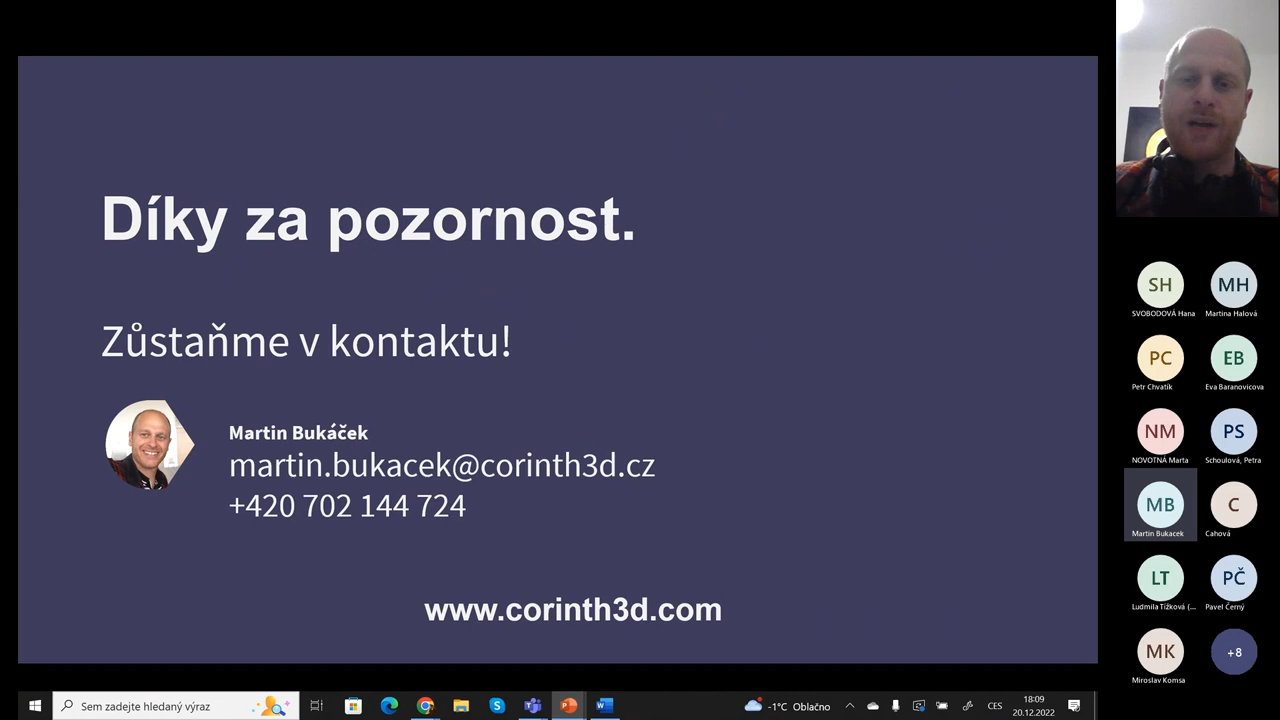 Díky za pozornost.
Zůstaňme v kontaktu!
Martin Bukáček
martin.bukacek@corinth3d.cz
+420 702 144 724
www.corinth3d.com
SH
MH
SVOBODOVÁ Hana
Martina Halová
PC
EB
Petr Chvatík
Eva Baranovicova
NM
PS
NOVOTNÁ Marta
Schoulová, Petra
MB
C
Martin Bukacek
Cahová
LT
PČ
Ludmila Tižková (...
Pavel Černý
MK
+8
Miroslav Komsa
Sem zadejte hledaný výraz
-1°C Oblačno
CES
18:09
20.12.2022